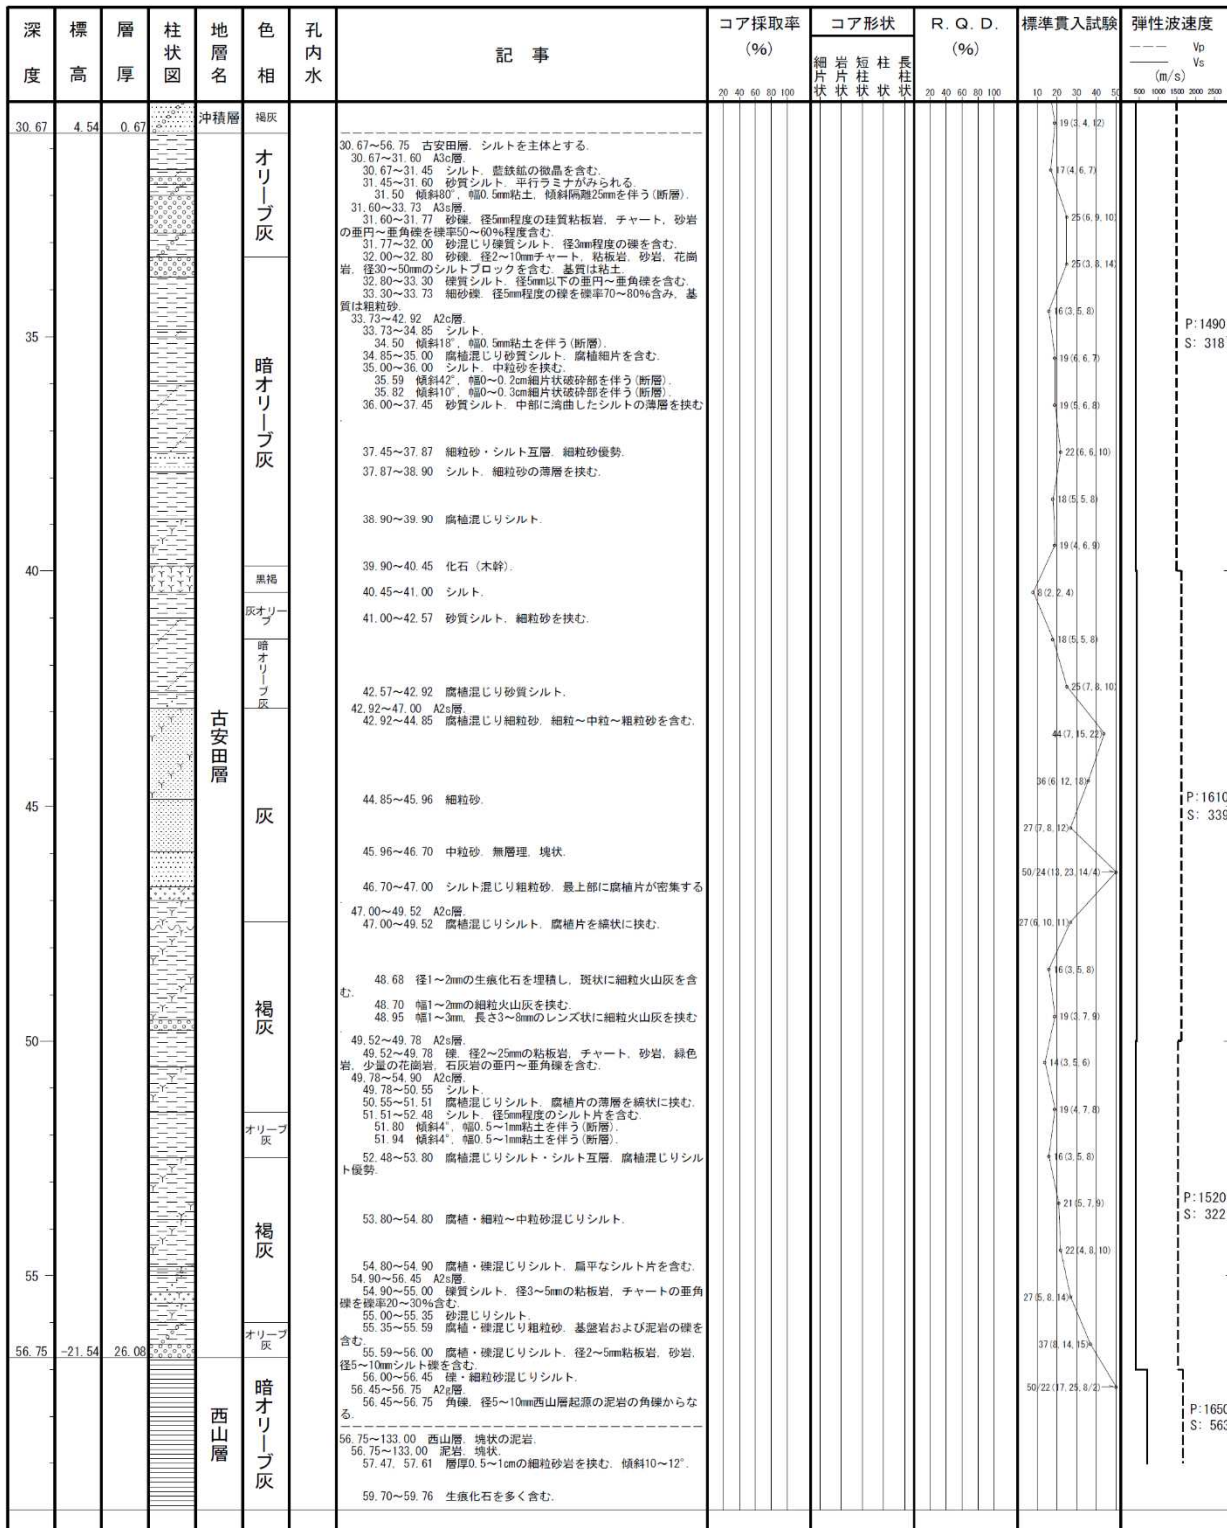 深度
標高
層厚
柱状図
地層名
色相
孔内水
記 事
コア採取率
(%)
20 40 60 80 100
コア形状
細片状
岩片状
短柱状
柱状
長柱状
R. Q. D.
(%)
20 40 60 80 100
標準貫入試験
10 20 30 40 50
弾性波速度
Vp
Vs
(m/s)
500 1000 1500 2000 2500
30.67 4.54 0.67
沖積層
褐灰
30.67～56.75 古安田層. シルトを主体とする.
30.67～31.60 A3c層.
30.67～31.45 シルト. 藍鉄鉱の微晶を含む.
31.45～31.60 砂質シルト. 平行ラミナがみられる.
31.50 傾斜80°, 幅0.5mm粘土, 傾斜隔離25mmを伴う(断層).
31.60～33.73 A3s層.
31.60～31.77 砂礫. 径5mm程度の珪質粘板岩, チャート, 砂岩
の亜円～亜角礫を礫率50～60%程度含む.
31.77～32.00 砂混じり礫質シルト. 径3mm程度の礫を含む.
32.00～32.80 砂礫. 径2～10mmチャート, 粘板岩, 砂岩, 花崗
岩, 径30～50mmのシルトブロックを含む. 基質は粘土.
32.80～33.30 礫質シルト. 径5mm以下の亜円～亜角礫を含む.
33.30～33.73 細砂礫. 径5mm程度の礫を礫率70～80%含み, 基
質は粗粒砂.
33.73～42.92 A2c層.
33.73～34.85 シルト.
34.50 傾斜18°, 幅0.5mm粘土を伴う(断層).
34.85～35.00 腐植混じり砂質シルト. 腐植細片を含む.
35.00～36.00 シルト. 中粒砂を挟む.
35.59 傾斜42°, 幅0～0.2cm細片状破砕部を伴う(断層).
35.82 傾斜10°, 幅0～0.3cm細片状破砕部を伴う(断層).
36.00～37.45 砂質シルト. 中部に湾曲したシルトの薄層を挟む
.
37.45～37.87 細粒砂・シルト互層. 細粒砂優勢.
37.87～38.90 シルト. 細粒砂の薄層を挟む.
38.90～39.90 腐植混じりシルト.
39.90～40.45 化石 (木幹).
40.45～41.00 シルト.
41.00～42.57 砂質シルト. 細粒砂を挟む.
42.57～42.92 腐植混じり砂質シルト.
42.92～47.00 A2s層.
42.92～44.85 腐植混じり細粒砂. 細粒～中粒～粗粒砂を含む.
44.85～45.96 細粒砂.
45.96～46.70 中粒砂. 無層理, 塊状.
46.70～47.00 シルト混じり粗粒砂. 最上部に腐植片が密集する
.
47.00～49.52 A2c層.
47.00～49.52 腐植混じりシルト. 腐植片を縞状に挟む.
48.68 径1～2mmの生痕化石を埋積し, 斑状に細粒火山灰を含
む.
48.70 幅1～2mmの細粒火山灰を挟む.
48.95 幅1～3mm, 長さ3～8mmのレンズ状に細粒火山灰を挟む
.
49.52～49.78 A2s層.
49.52～49.78 礫. 径2～25mmの粘板岩, チャート, 砂岩, 緑色
岩, 少量の花崗岩, 石灰岩の亜円～亜角礫を含む.
49.78～54.90 A2c層.
49.78～50.55 シルト.
50.55～51.51 腐植混じりシルト. 腐植片の薄層を縞状に挟む.
51.51～52.48 シルト. 径5mm程度のシルト片を含む.
51.80 傾斜4°, 幅0.5～1mm粘土を伴う(断層).
51.94 傾斜4°, 幅0.5～1mm粘土を伴う(断層).
52.48～53.80 腐植混じりシルト・シルト互層. 腐植混じりシル
ト優勢.
53.80～54.80 腐植・細粒～中粒砂混じりシルト.
54.80～54.90 腐植・礫混じりシルト. 扁平なシルト片を含む.
54.90～56.45 A2s層.
54.90～55.00 礫質シルト. 径3～5mmの粘板岩, チャートの亜角
礫を礫率20～30%含む.
55.00～55.35 砂混じりシルト.
55.35～55.59 腐植・礫混じり粗粒砂. 基盤岩および泥岩の礫を
含む.
55.59～56.00 腐植・礫混じりシルト. 径2～5mm粘板岩, 砂岩,
径5～10mmシルト礫を含む.
56.00～56.45 礫・細粒砂混じりシルト.
56.45～56.75 A2g層.
56.45～56.75 角礫. 径5～10mm西山層起源の泥岩の角礫からな
る.
56.75～133.00 西山層. 塊状の泥岩.
56.75～133.00 泥岩. 塊状.
57.47, 57.61 層厚0.5～1cmの細粒砂岩を挟む. 傾斜10～12°.
59.70～59.76 生痕化石を多く含む.
35
40
45
50
55
56.75 -21.54 26.08
古安田層
西山層
オリーブ灰
暗オリーブ灰
黒褐
灰オリーブ
暗オリーブ灰
灰
褐灰
オリーブ灰
褐灰
オリーブ灰
暗オリーブ灰
19(3, 4, 12)
17(4, 6, 7)
25(6, 9, 10)
25(3, 8, 14)
16(3, 5, 8)
19(6, 6, 7)
19(5, 6, 8)
22(6, 6, 10)
18(5, 5, 8)
19(4, 6, 9)
8(2, 2, 4)
18(5, 5, 8)
25(7, 8, 10)
44(7, 15, 22)
36(6, 12, 18)
27(7, 8, 12)
50/24(13, 23, 14/4)
27(6, 10, 11)
16(3, 5, 8)
19(3, 7, 9)
14(3, 5, 6)
19(4, 7, 8)
16(3, 5, 8)
21(5, 7, 9)
22(4, 8, 10)
27(5, 8, 14)
37(8, 14, 15)
50/22(17, 25, 8/2)
P:1490
S: 318
P:1610
S: 339
P:1520
S: 322
P:1650
S: 563